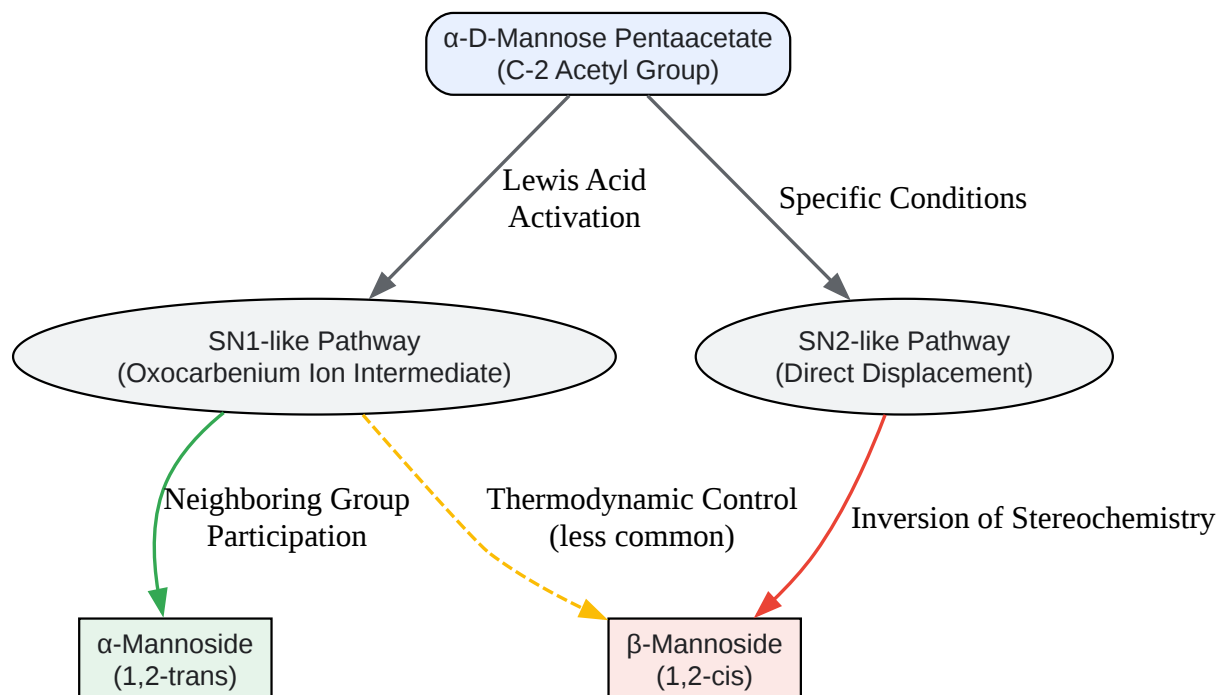 α-D-Mannose Pentaacetate
(C-2 Acetyl Group)
Lewis Acid
Activation
Specific Conditions
SN1-like Pathway
(Oxocarbenium Ion Intermediate)
SN2-like Pathway
(Direct Displacement)
Neighboring Group
Participation
Thermodynamic Control
(less common)
Inversion of Stereochemistry
α-Mannoside
(1,2-trans)
β-Mannoside
(1,2-cis)